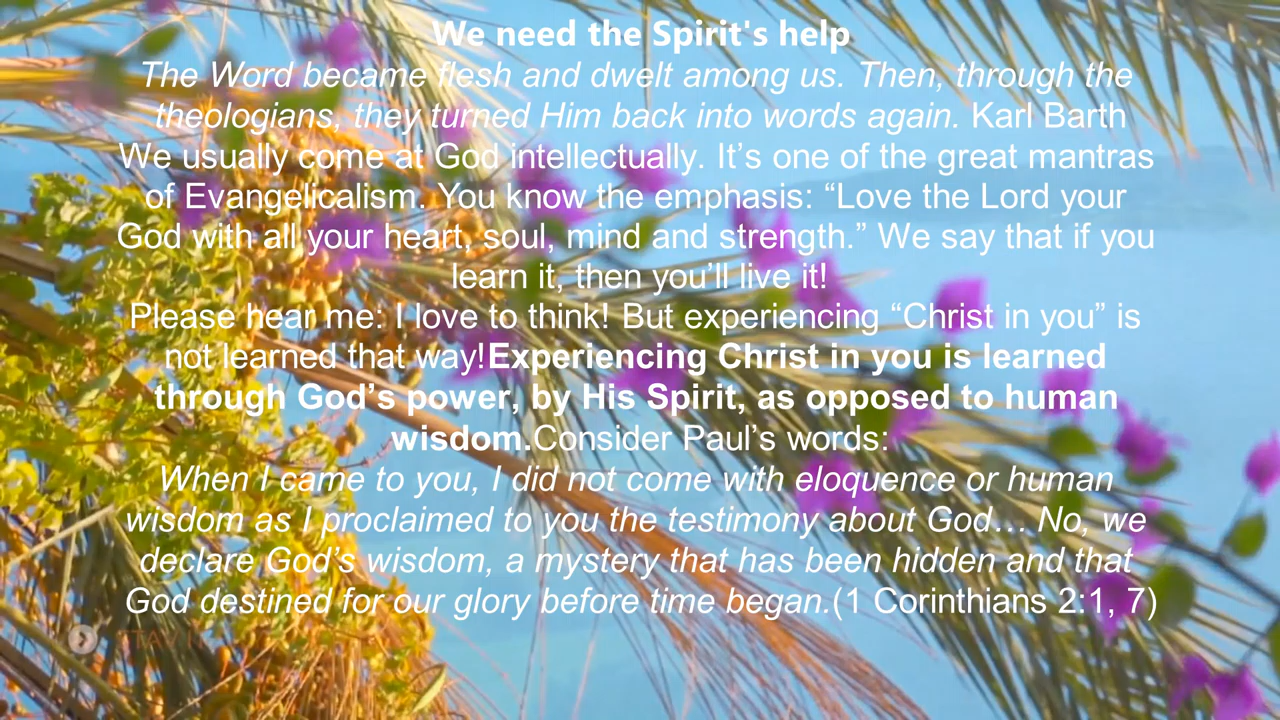 We need the Spirit's help
The Word became flesh and dwelt among us. Then, through the
theologians, they turned Him back into words again. Karl Barth
We usually come at God intellectually. It’s one of the great mantras
of Evangelicalism. You know the emphasis: “Love the Lord your
God with all your heart, soul, mind and strength.” We say that if you
learn it, then you’ll live it!
Please hear me: I love to think! But experiencing “Christ in you” is
not learned that way!Experiencing Christ in you is learned
through God’s power, by His Spirit, as opposed to human
wisdom.Consider Paul’s words:
When I came to you, I did not come with eloquence or human
wisdom as I proclaimed to you the testimony about God… No, we
declare God’s wisdom, a mystery that has been hidden and that
God destined for our glory before time began.(1 Corinthians 2:1, 7)
STAY